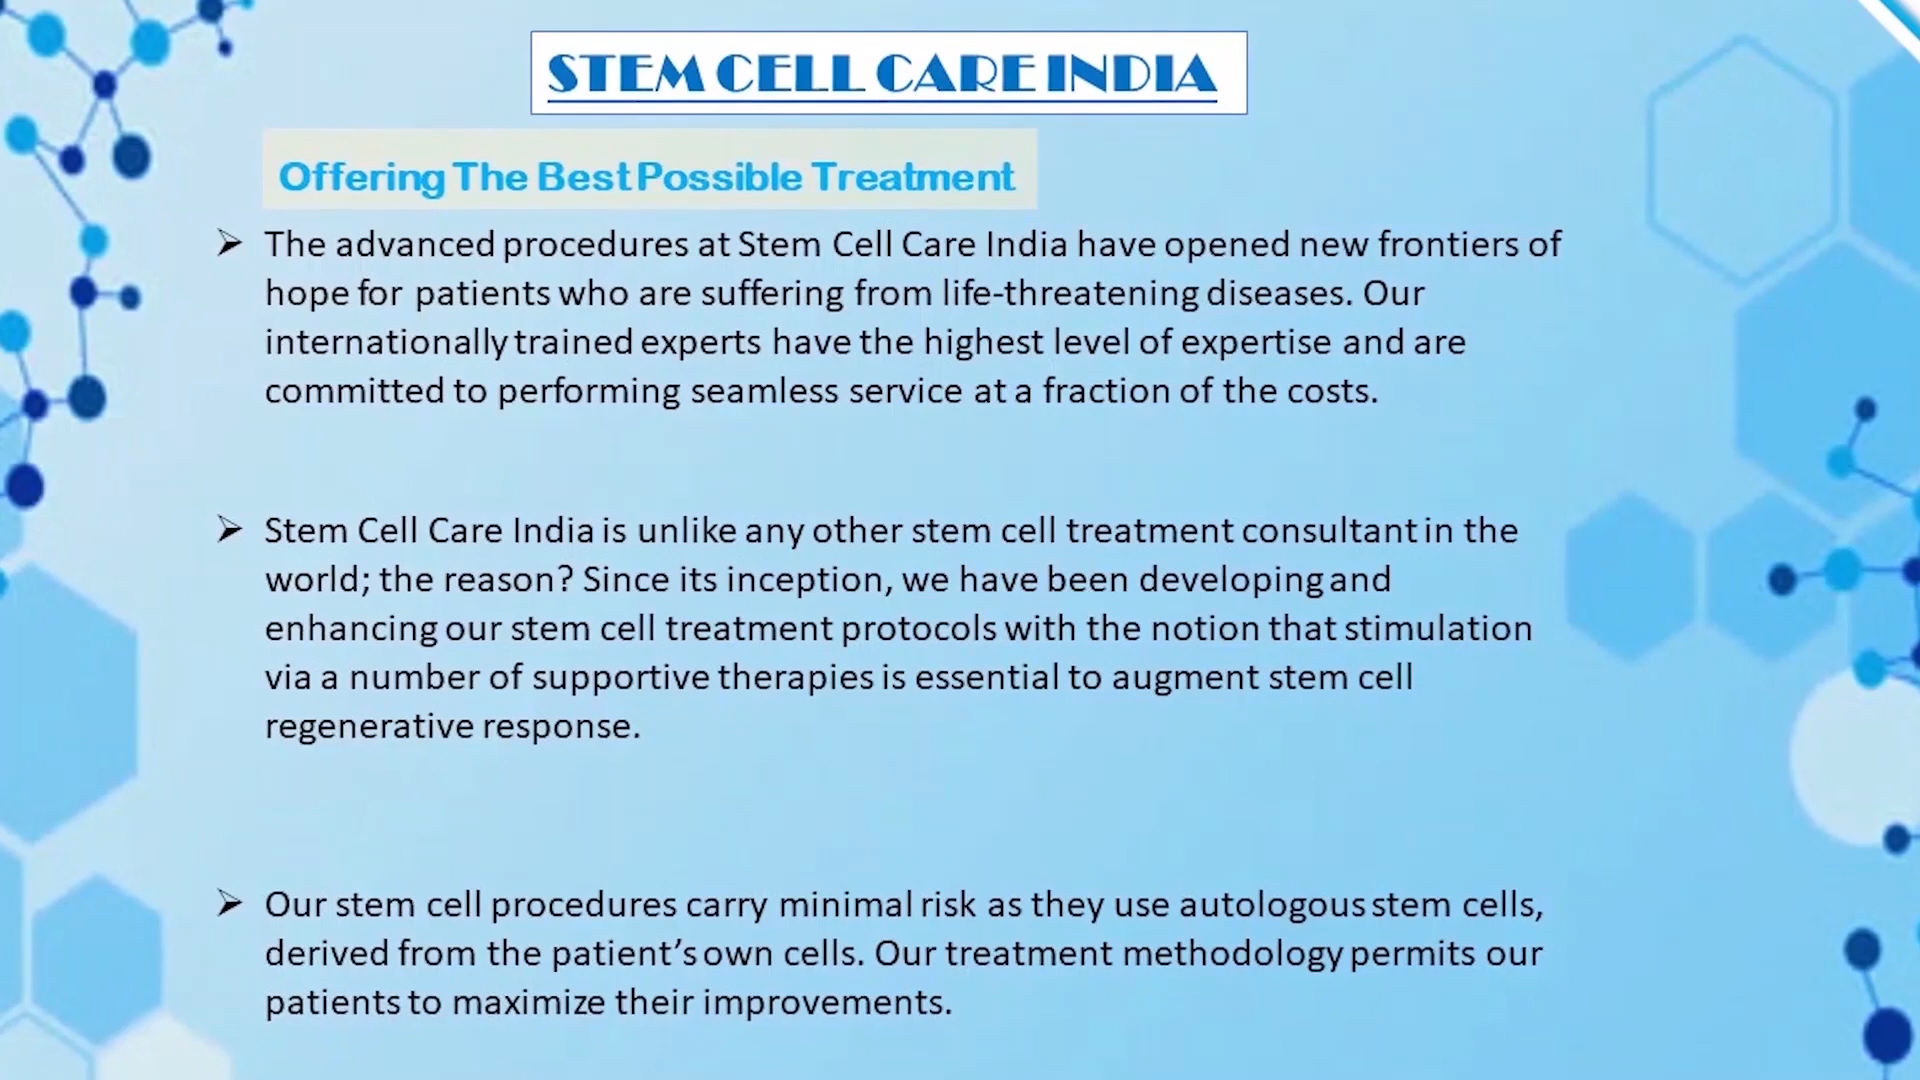 STEM CELL CARE INDIA
Offering The Best Possible Treatment
The advanced procedures at Stem Cell Care India have opened new frontiers of
hope for patients who are suffering from life-threatening diseases. Our
internationally trained experts have the highest level of expertise and are
committed to performing seamless service at a fraction of the costs.
Stem Cell Care India is unlike any other stem cell treatment consultant in the
world; the reason? Since its inception, we have been developing and
enhancing our stem cell treatment protocols with the notion that stimulation
via a number of supportive therapies is essential to augment stem cell
regenerative response.
Our stem cell procedures carry minimal risk as they use autologous stem cells,
derived from the patient’s own cells. Our treatment methodology permits our
patients to maximize their improvements.